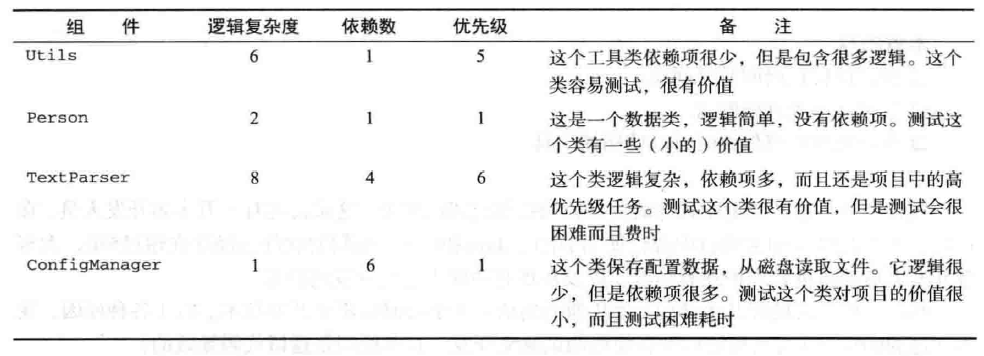 组 件 逻辑复杂度 依赖数 优先级 备 注
Utils 6 1 5 这个工具类依赖项很少，但是包含很多逻辑。这个
类容易测试，很有价值
Person 2 1 1 这是一个数据类，逻辑简单，没有依赖项。测试这
个类有一些（小的）价值
TextParser 8 4 6 这个类逻辑复杂，依赖项多，而且还是项目中的高
优先级任务。测试这个类很有价值，但是测试会很
困难而且费时
ConfigManager 1 6 1 这个类保存配置数据，从磁盘读取文件。它逻辑很
少，但是依赖项很多。测试这个类对项目的价值很
小，而且测试困难耗时